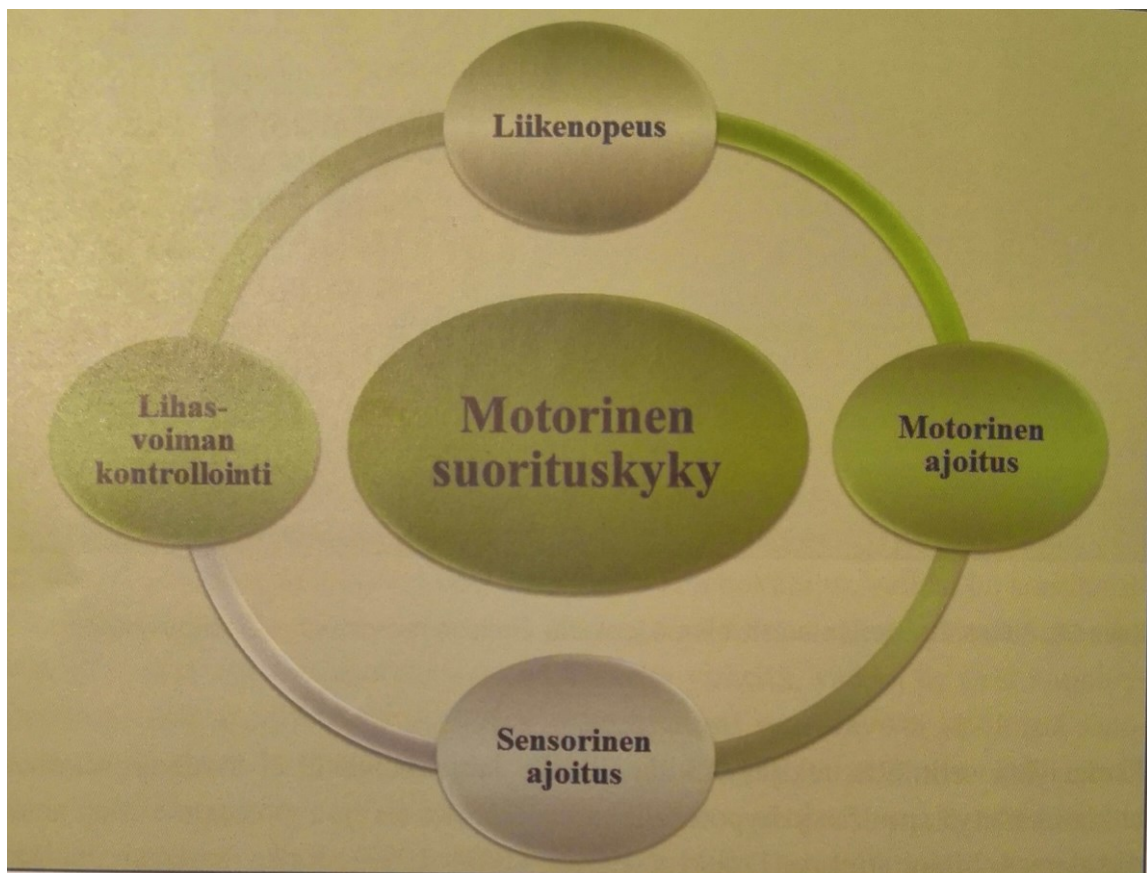 Liikenopeus
Lihas-
voiman
kontrollointi
Motorinen
suorituskyky
Motorinen
ajoitus
Sensorinen
ajoitus